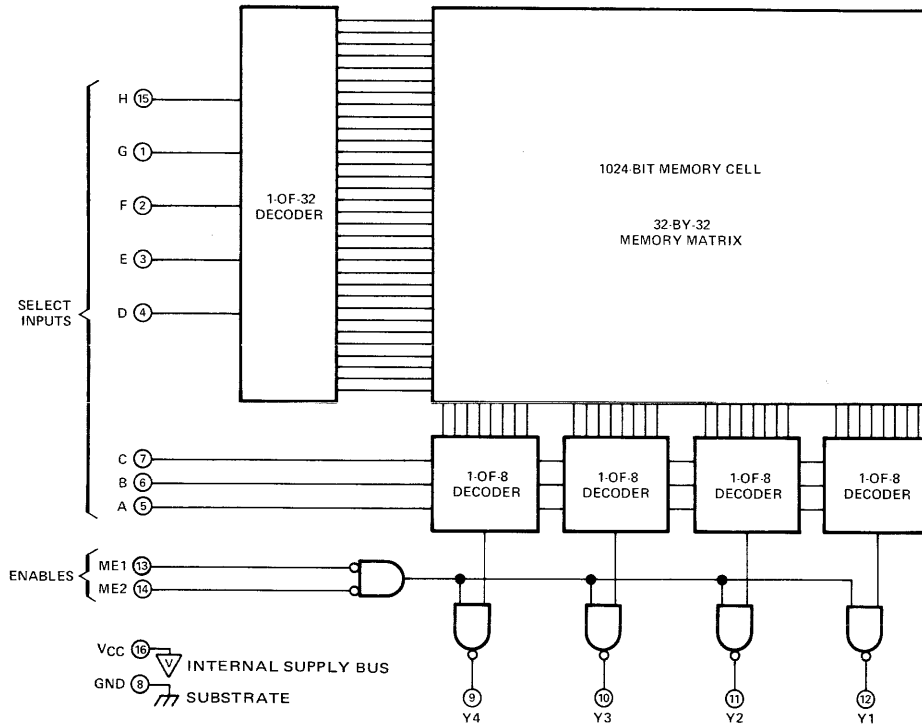 H 15
G 1
F 2
E 3
D 4
SELECT
INPUTS
1-OF-32
DECODER
1024-BIT MEMORY CELL
32-BY-32
MEMORY MATRIX
C 7
B 6
A 5
1-OF-8
DECODER
1-OF-8
DECODER
1-OF-8
DECODER
1-OF-8
DECODER
ENABLES
ME1 13
ME2 14
VCC 16
V INTERNAL SUPPLY BUS
GND 8
SUBSTRATE
9
Y4
10
Y3
11
Y2
12
Y1